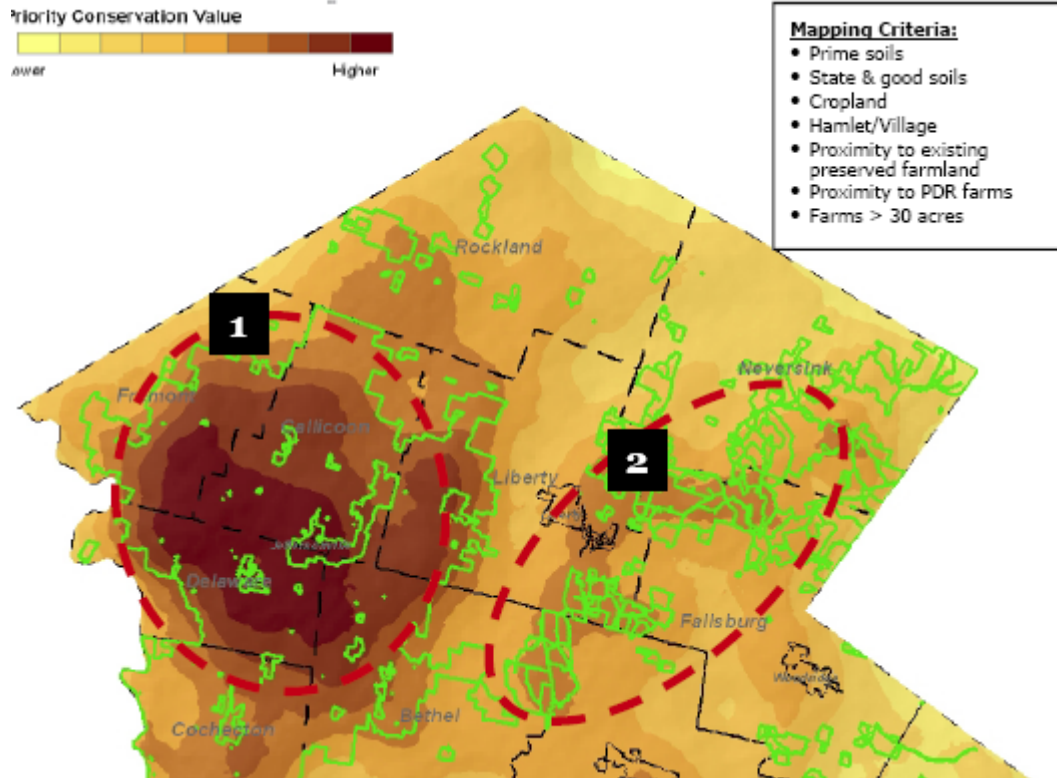 Priority Conservation Value
ower
Higher
Mapping Criteria:
• Prime soils
• State & good soils
• Cropland
• Hamlet/Village
• Proximity to existing
preserved farmland
• Proximity to PDR farms
• Farms > 30 acres
Rockland
1
Neversink
Fremont
Callicoon
2
Liberty
Delaware
Fallsburg
Cochecton
Bethel